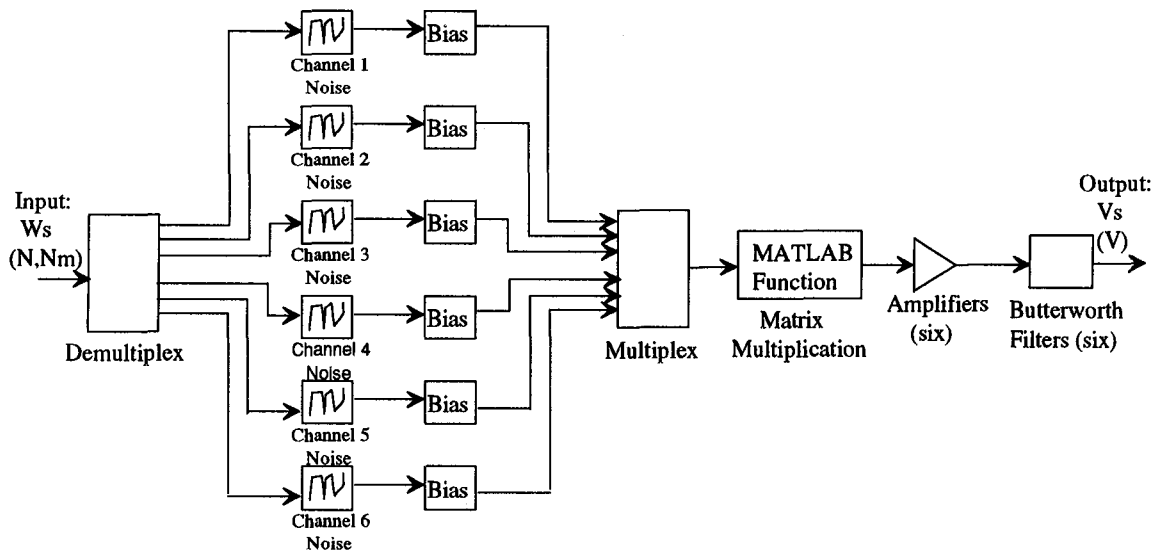 Input:
Ws
(N,Nm)
Demultiplex
Channel 1
Noise
Bias
Channel 2
Noise
Bias
Channel 3
Noise
Bias
Channel 4
Noise
Bias
Channel 5
Noise
Bias
Channel 6
Noise
Bias
Multiplex
MATLAB
Function
Matrix
Multiplication
Amplifiers
(six)
Output:
Vs
(V)
Butterworth
Filters (six)